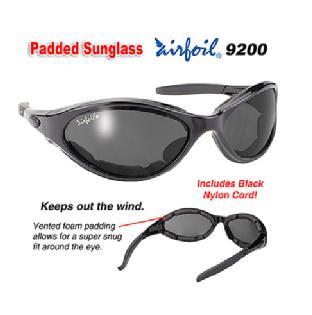 Padded Sunglass airfoil® 9200
airfoil
Includes Black
Nylon Cord!
Keeps out the wind.
Vented foam padding
allows for a super snug
fit around the eye.